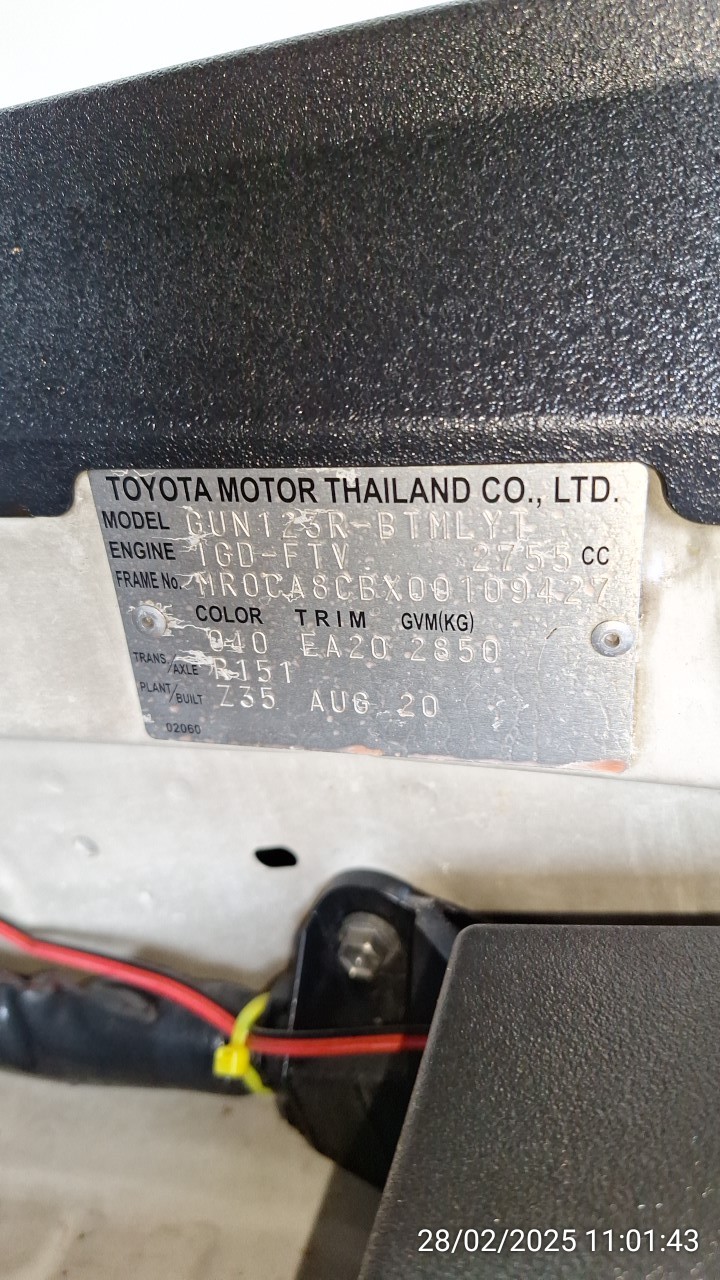 TOYOTA MOTOR THAILAND CO., LTD.
MODEL GUN123R-BTMLYT
ENGINE 1GD-FTV 2755 CC
FRAME No. MR0CA8CBX00109427
COLOR TRIM GVM(KG)
040 EA20 2850
TRANS/AXLE R151
PLANT/BUILT Z35 AUG 20
02060
28/02/2025 11:01:43